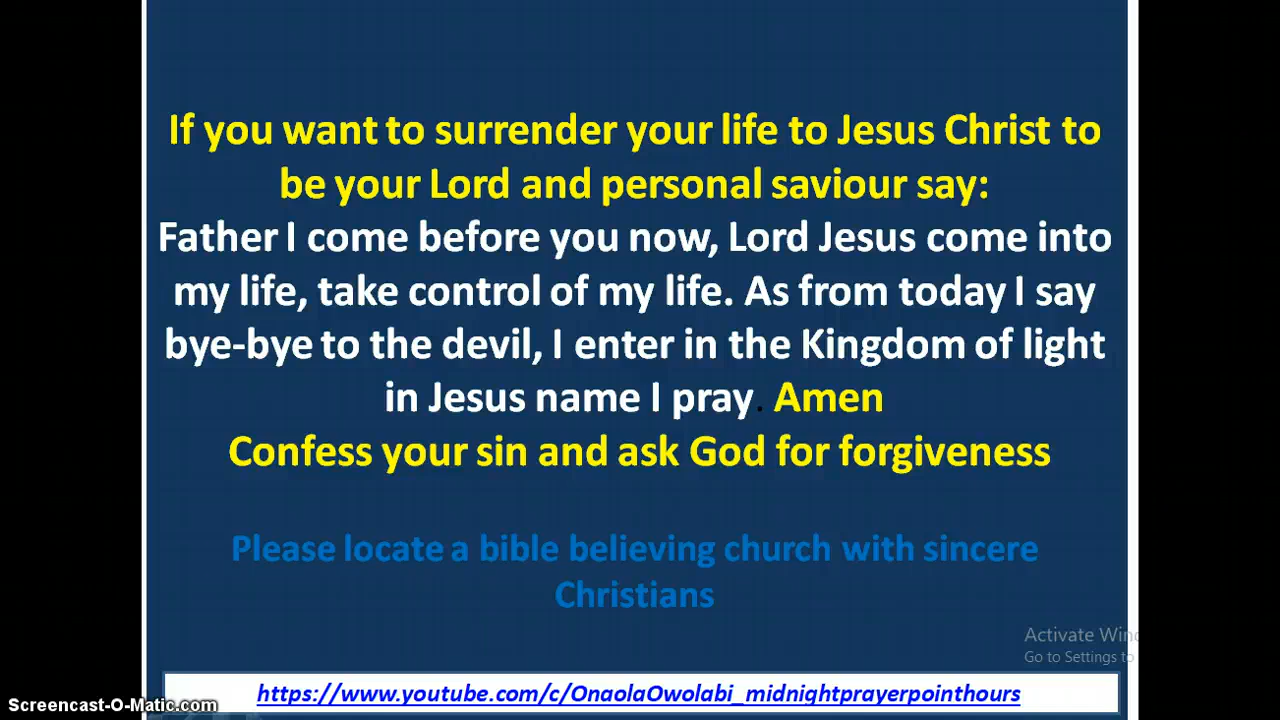 If you want to surrender your life to Jesus Christ to
be your Lord and personal saviour say:
Father I come before you now, Lord Jesus come into
my life, take control of my life. As from today I say
bye-bye to the devil, I enter in the Kingdom of light
in Jesus name I pray. Amen
Confess your sin and ask God for forgiveness
Please locate a bible believing church with sincere
Christians
Activate Win
Go to Settings to
https://www.youtube.com/c/OnaolaOwolabi_midnightprayerpointhours
Screencast-O-Matic.com